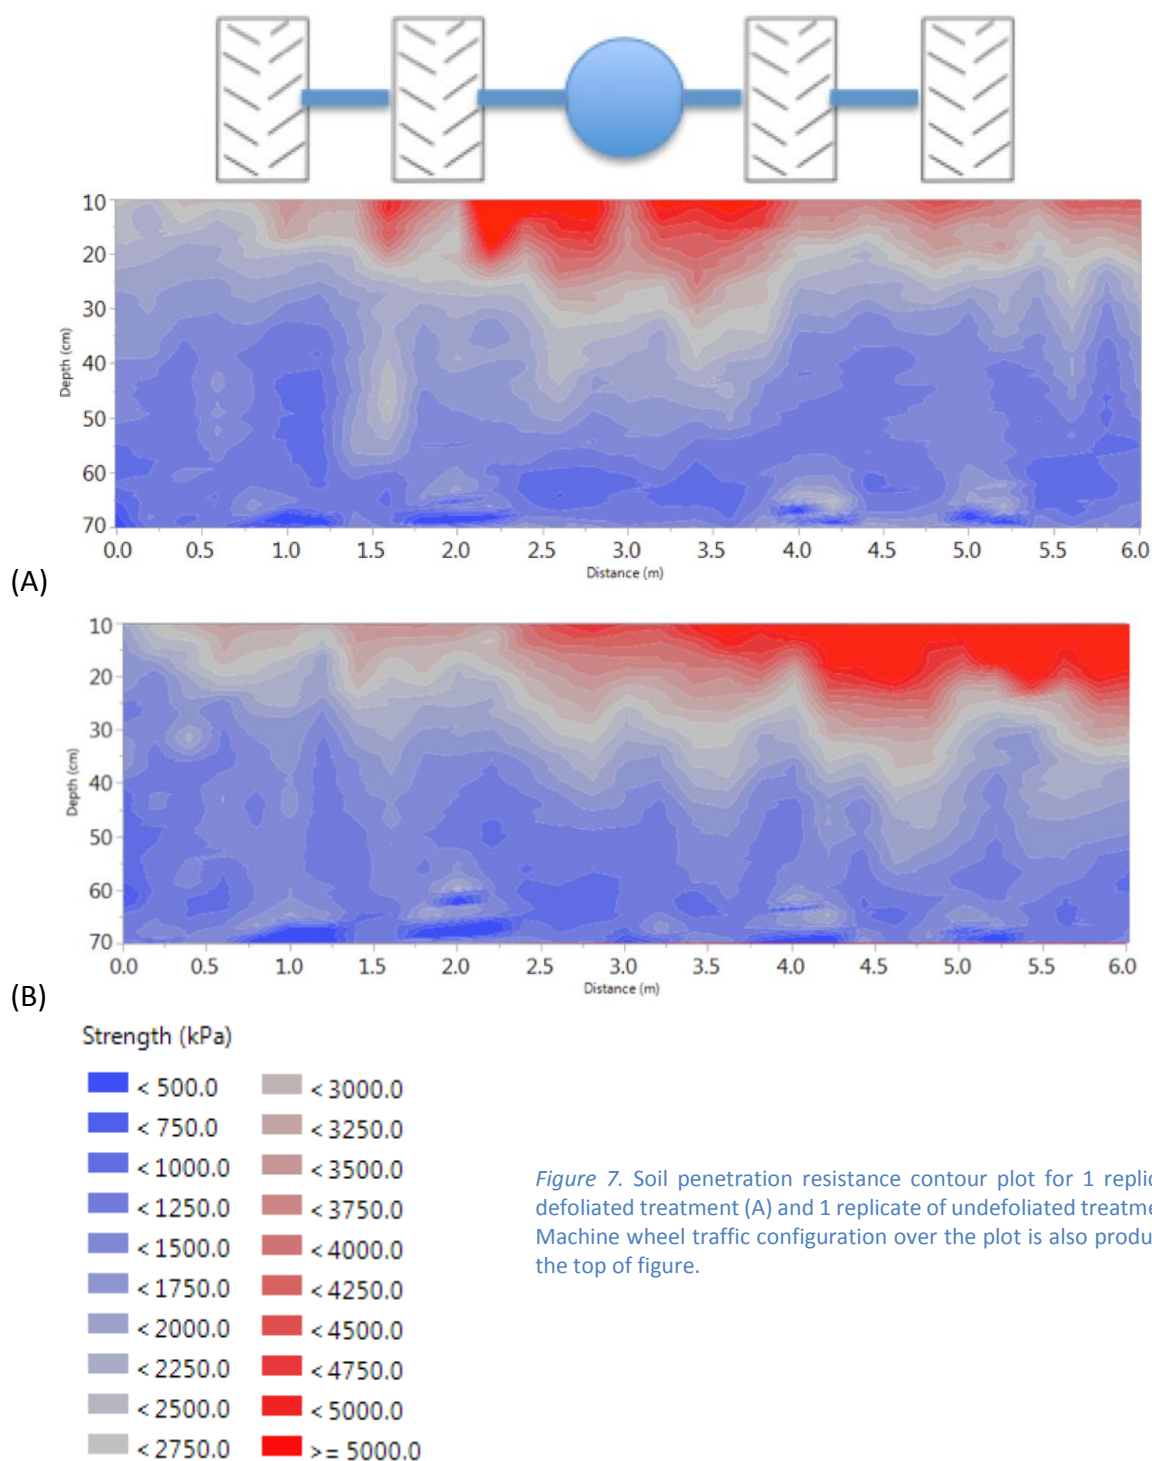 10
20
30
40
50
60
70
Depth (cm)
0.0 0.5 1.0 1.5 2.0 2.5 3.0 3.5 4.0 4.5 5.0 5.5 6.0
Distance (m)
(A)
10
20
30
40
50
60
70
Depth (cm)
0.0 0.5 1.0 1.5 2.0 2.5 3.0 3.5 4.0 4.5 5.0 5.5 6.0
Distance (m)
(B)
Strength (kPa)
< 500.0
< 750.0
< 1000.0
< 1250.0
< 1500.0
< 1750.0
< 2000.0
< 2250.0
< 2500.0
< 2750.0
< 3000.0
< 3250.0
< 3500.0
< 3750.0
< 4000.0
< 4250.0
< 4500.0
< 4750.0
< 5000.0
>= 5000.0
Figure 7. Soil penetration resistance contour plot for 1 replic
defoliated treatment (A) and 1 replicate of undefoliated treatme
Machine wheel traffic configuration over the plot is also produ
the top of figure.